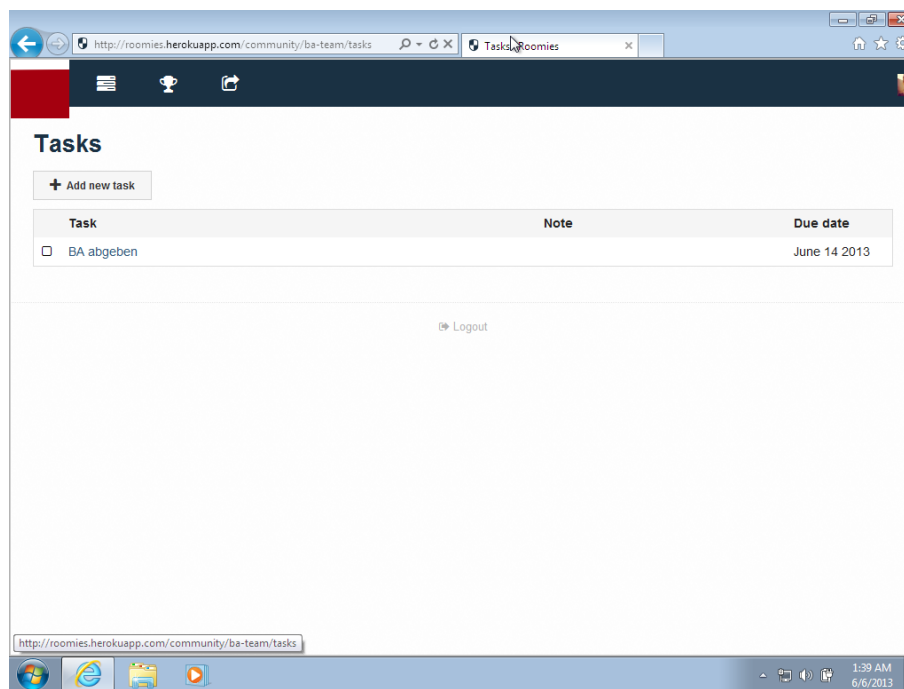 http://roomies.herokuapp.com/community/ba-team/tasks
Tasks Roomies
Tasks
Add new task
Task Note Due date
BA abgeben June 14 2013
Logout
http://roomies.herokuapp.com/community/ba-team/tasks
1:39 AM
6/6/2013